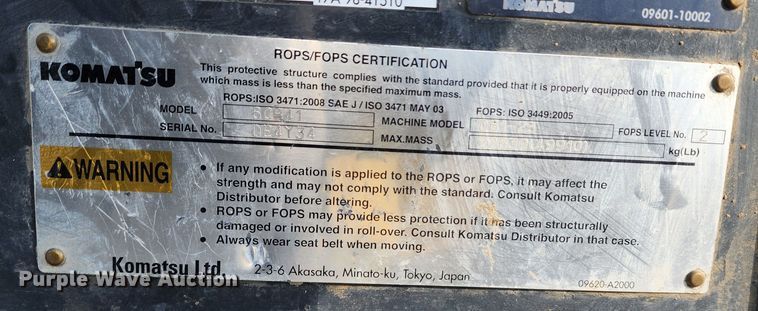 KOMATSU
09601-10002
ROPS/FOPS CERTIFICATION
KOMATSU
This protective structure complies with the standard provided that it is properly equipped on the machine
which mass is less than the specified maximum mass.
ROPS:ISO 3471:2008 SAE J / ISO 3471 MAY 03
FOPS: ISO 3449:2005
MODEL
MACHINE MODEL
FOPS LEVEL No. 2
SERIAL No.
MAX.MASS
kg(Lb)
WARNING
• If any modification is applied to the ROPS or FOPS, it may affect the
strength and may not comply with the standard. Consult Komatsu
Distributor before altering.
• ROPS or FOPS may provide less protection if it has been structurally
damaged or involved in roll-over. Consult Komatsu Distributor in that case.
• Always wear seat belt when moving.
Komatsu Ltd. 2-3-6 Akasaka, Minato-ku, Tokyo, Japan
09620-A2000
Purple Wave Auction